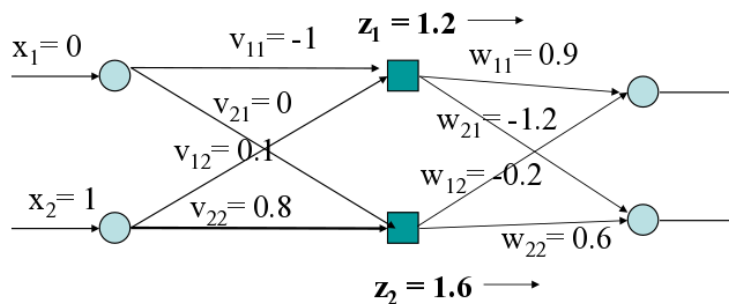 z₁ = 1.2
x₁= 0
v₁₁= -1
w₁₁= 0.9
v₂₁= 0
w₂₁= -1.2
v₁₂= 0.1
w₁₂= -0.2
x₂= 1
v₂₂= 0.8
w₂₂= 0.6
z₂ = 1.6